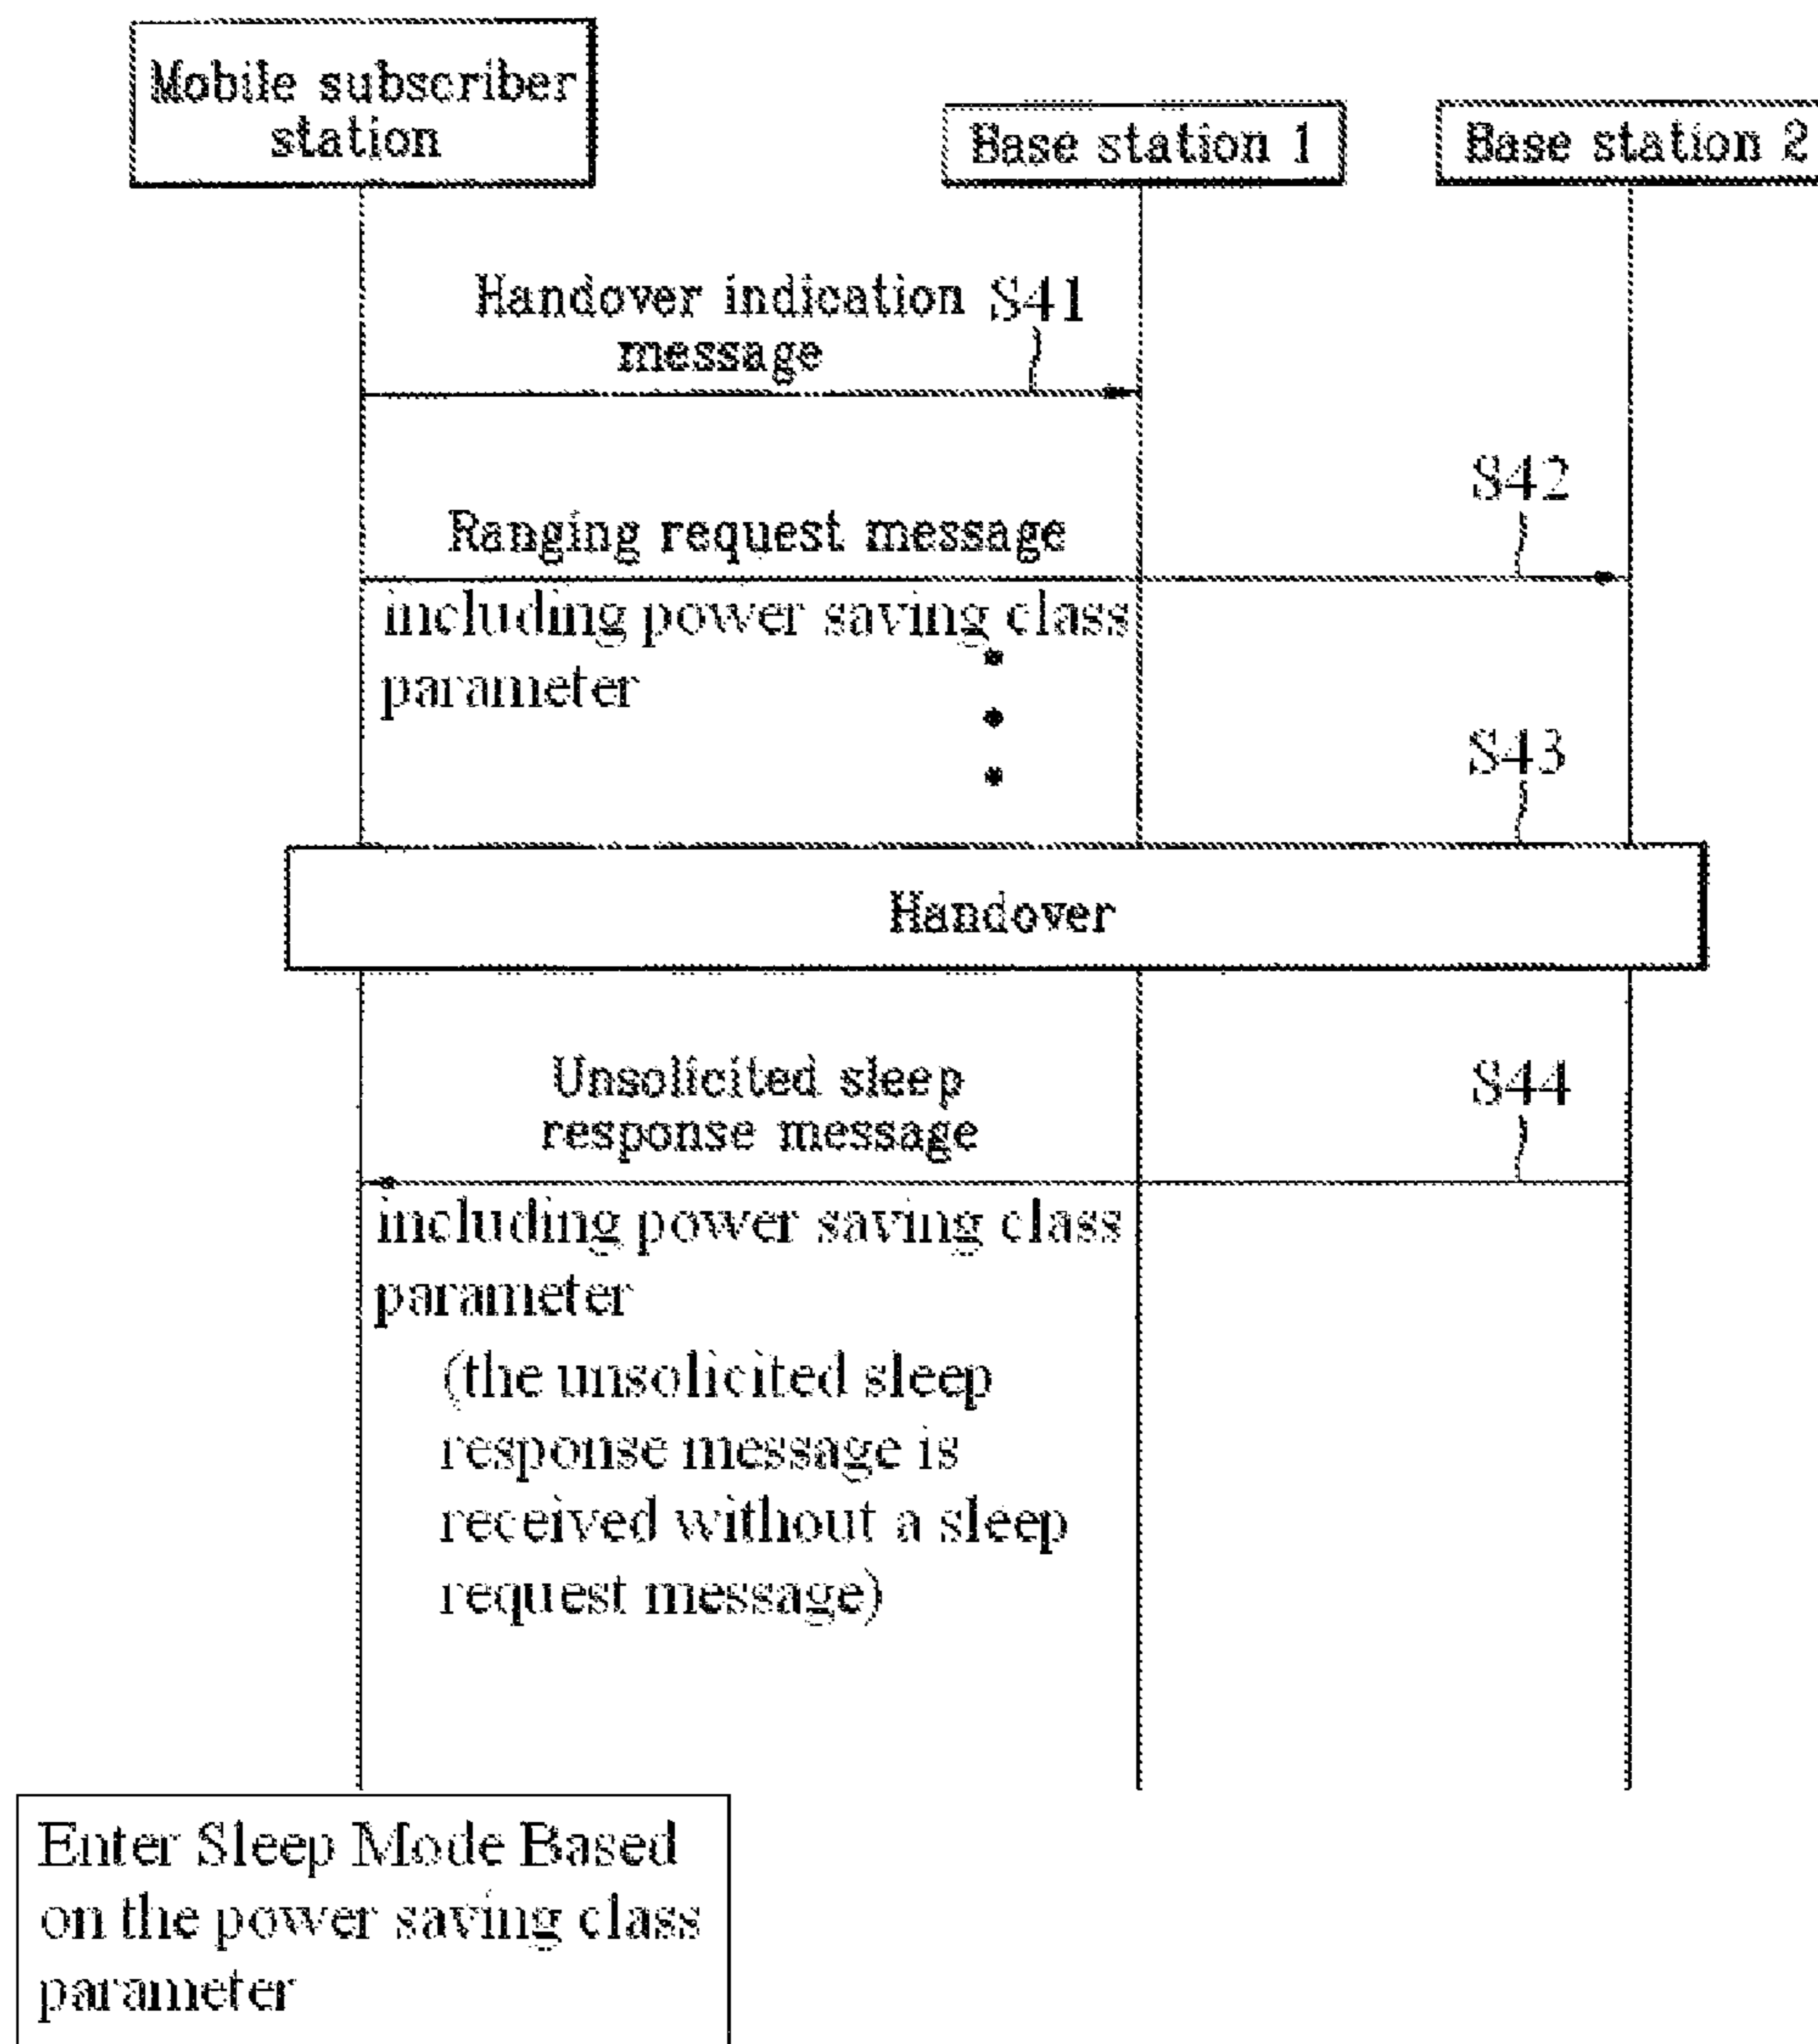 Mobile subscriber
station
Base station 1
Base station 2
Handover indication
message
S41
Ranging request message
S42
including power saving class
parameter
S43
Handover
Unsolicited sleep
response message
S44
including power saving class
parameter
(the unsolicited sleep
response message is
received without a sleep
request message)
Enter Sleep Mode Based
on the power saving class
parameter